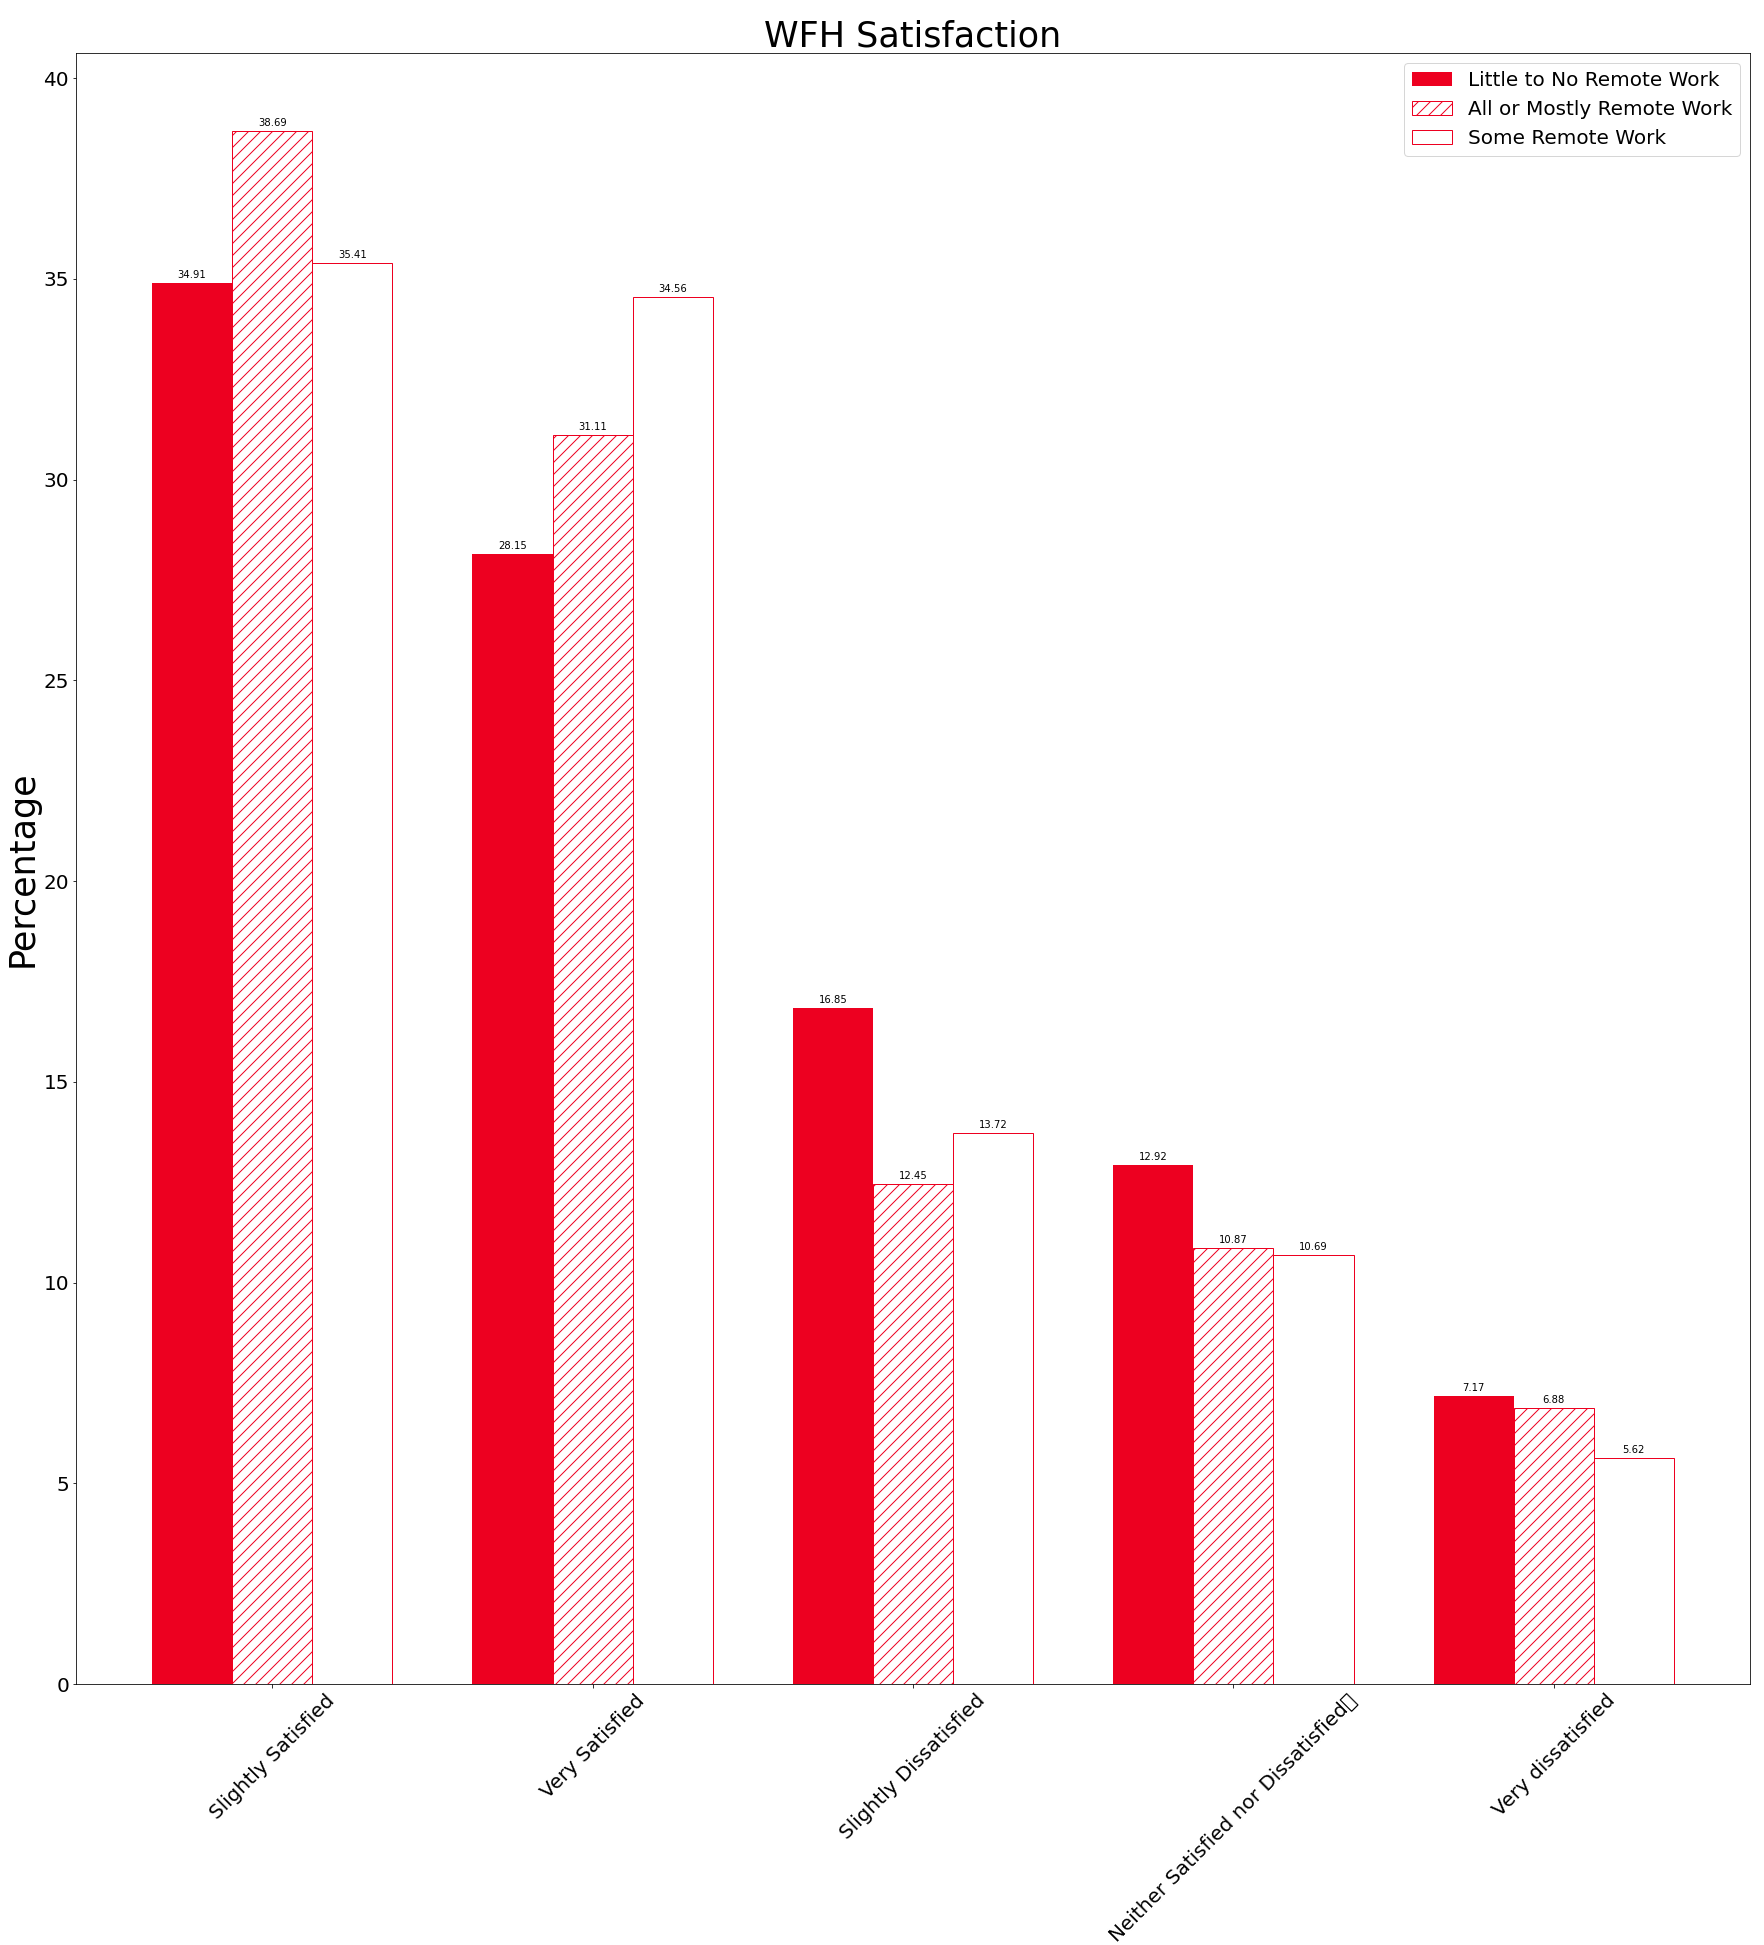 WFH Satisfaction
Little to No Remote Work
All or Mostly Remote Work
Some Remote Work
Percentage
40
35
30
25
20
15
10
5
0
34.91
38.69
35.41
28.15
31.11
34.56
16.85
12.45
13.72
12.92
10.87
10.69
7.17
6.88
5.62
Slightly Satisfied
Very Satisfied
Slightly Dissatisfied
Neither Satisfied nor Dissatisfied
Very dissatisfied